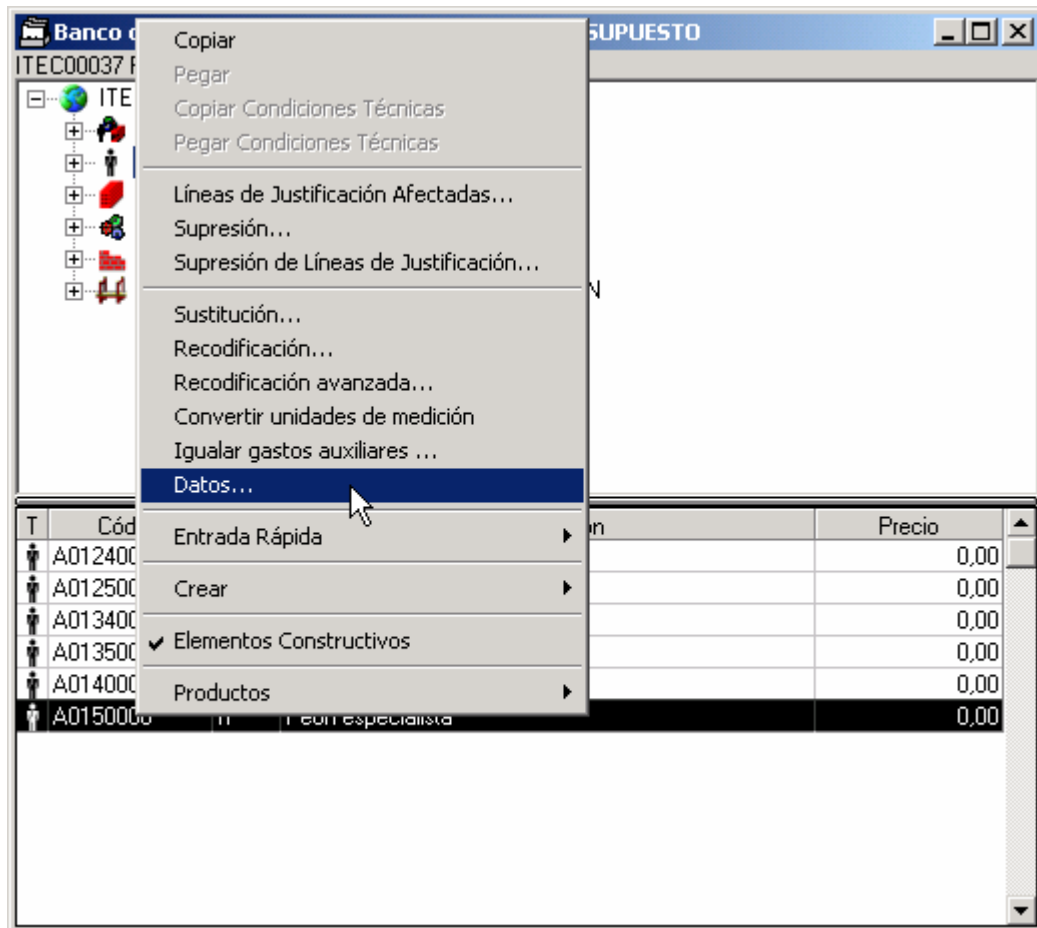 Banco SUPUESTO
ITEC00037
ITE
Copiar
Pegar
Copiar Condiciones Técnicas
Pegar Condiciones Técnicas
Líneas de Justificación Afectadas...
Supresión...
Supresión de Líneas de Justificación...
N
Sustitución...
Recodificación...
Recodificación avanzada...
Convertir unidades de medición
Igualar gastos auxiliares ...
Datos...
Entrada Rápida
Crear
✔ Elementos Constructivos
Productos
T Cód ón Precio
A012400 0,00
A012500 0,00
A013400 0,00
A013500 0,00
A014000 0,00
A0150000 h Peón especialista 0,00